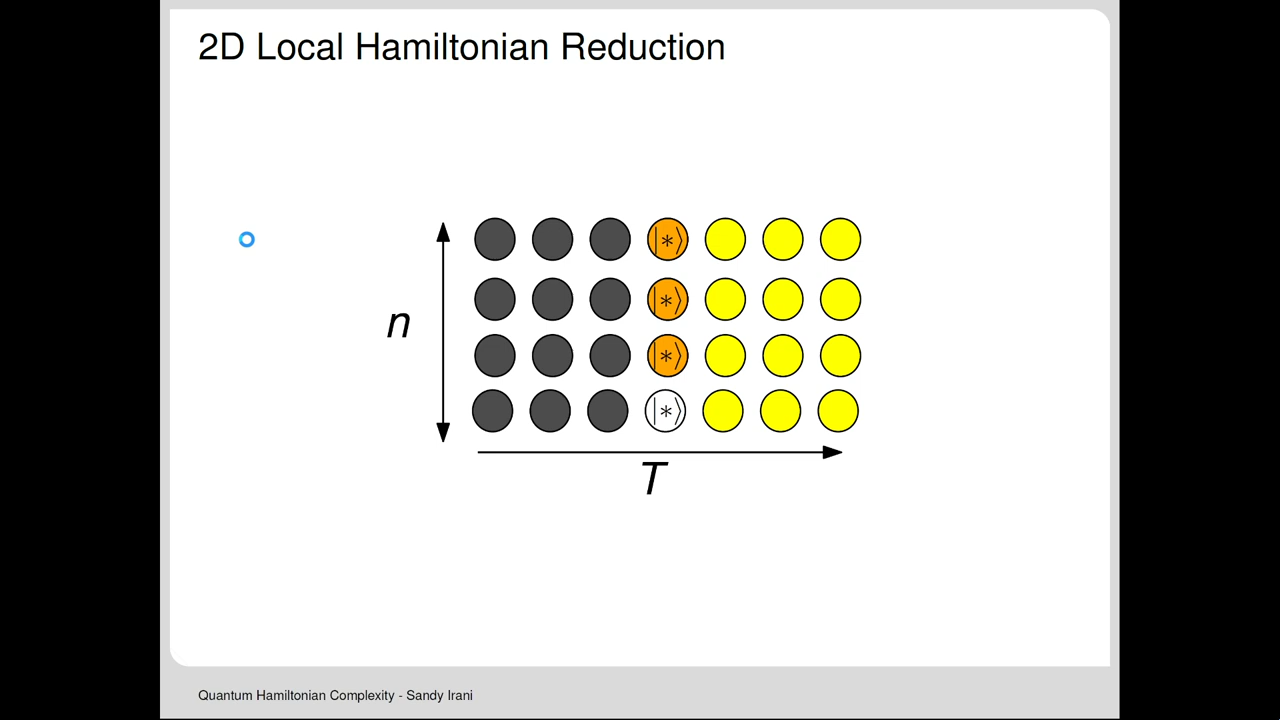 2D Local Hamiltonian Reduction
|∗⟩
|∗⟩
n
|∗⟩
|∗⟩
T
Quantum Hamiltonian Complexity - Sandy Irani